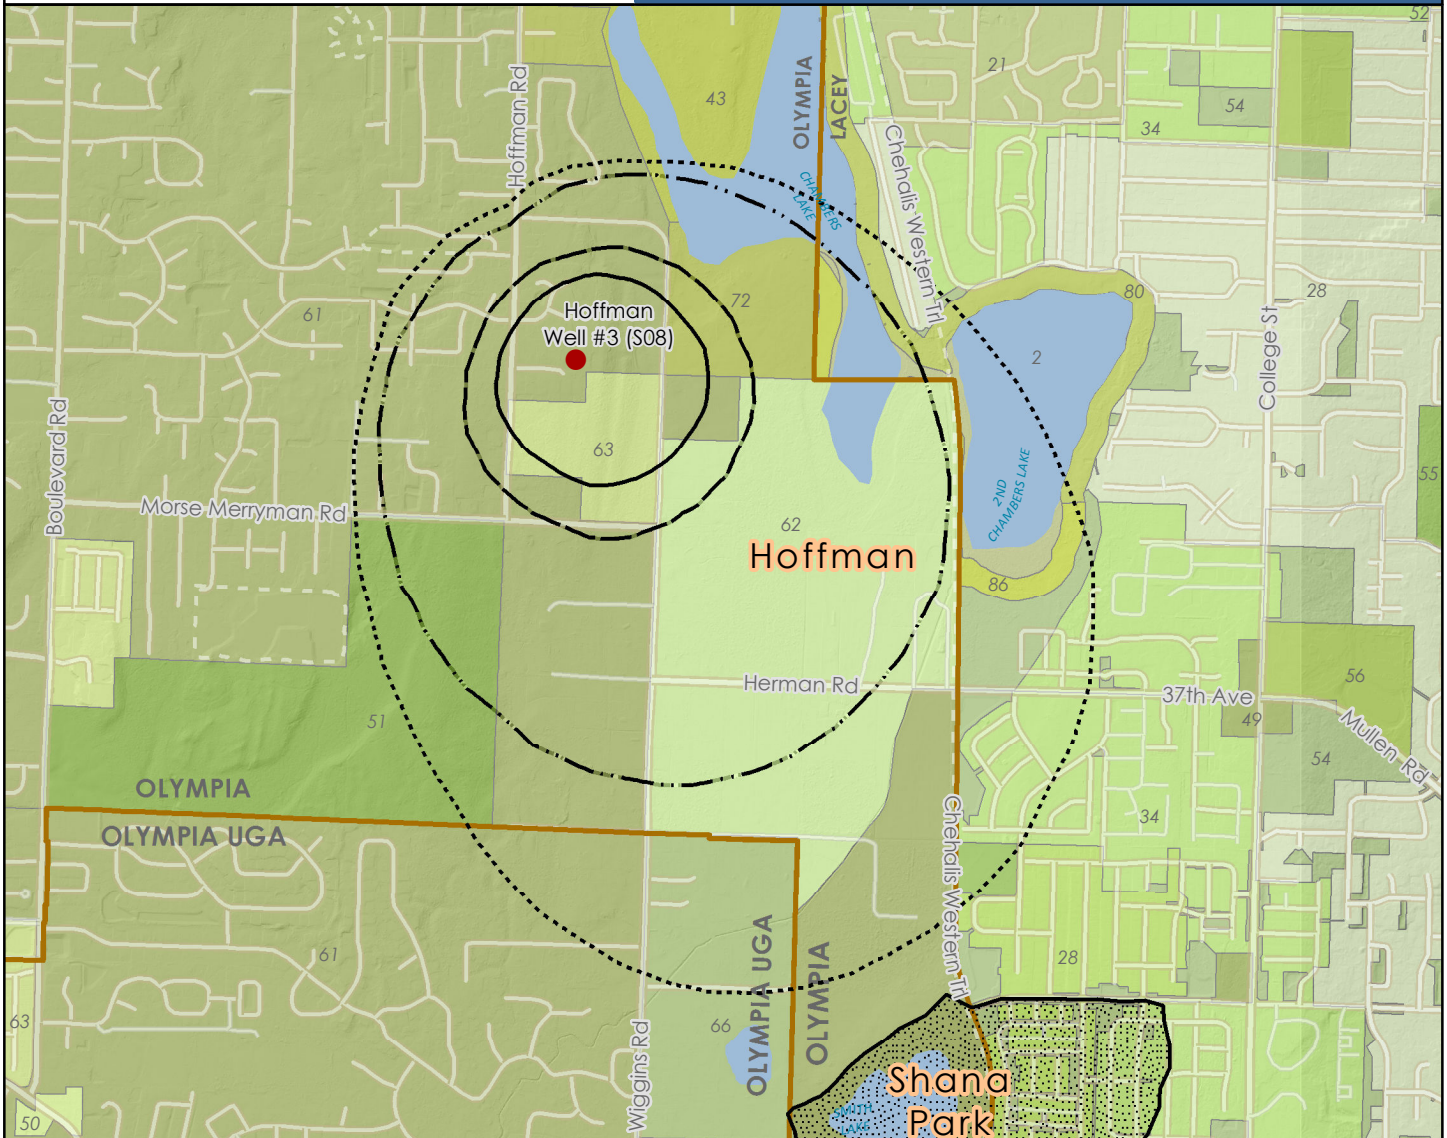 52
43
OLYMPIA
LACEY
21
54
34
Hoffman Rd
Chehalis Western Trl
CHAMBERS
LAKE
72
80
28
61
Hoffman
Well #3 (S08)
2
College St
Boulevard Rd
63
55
Morse Merryman Rd
62
2ND
CHAMBERS LAKE
Hoffman
86
Herman Rd
37th Ave
56
49
Mullen Rd
51
54
OLYMPIA
OLYMPIA UGA
34
Chehalis Western Trl
61
28
OLYMPIA UGA
OLYMPIA
63
66
Wiggins Rd
Shana
Park
SMITH
LAKE
50